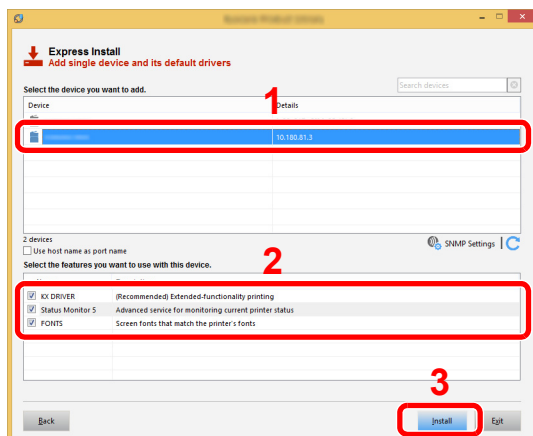 Express Install
Add single device and its default drivers
Select the device you want to add.
Search devices
1
Device Details
10.180.81.3
2 devices
SNMP Settings
Use host name as port name
2
Select the features you want to use with this device.
KX DRIVER (Recommended) Extended-functionality printing
Status Monitor 5 Advanced service for monitoring current printer status
FONTS Screen fonts that match the printer's fonts
3
Back Install Exit